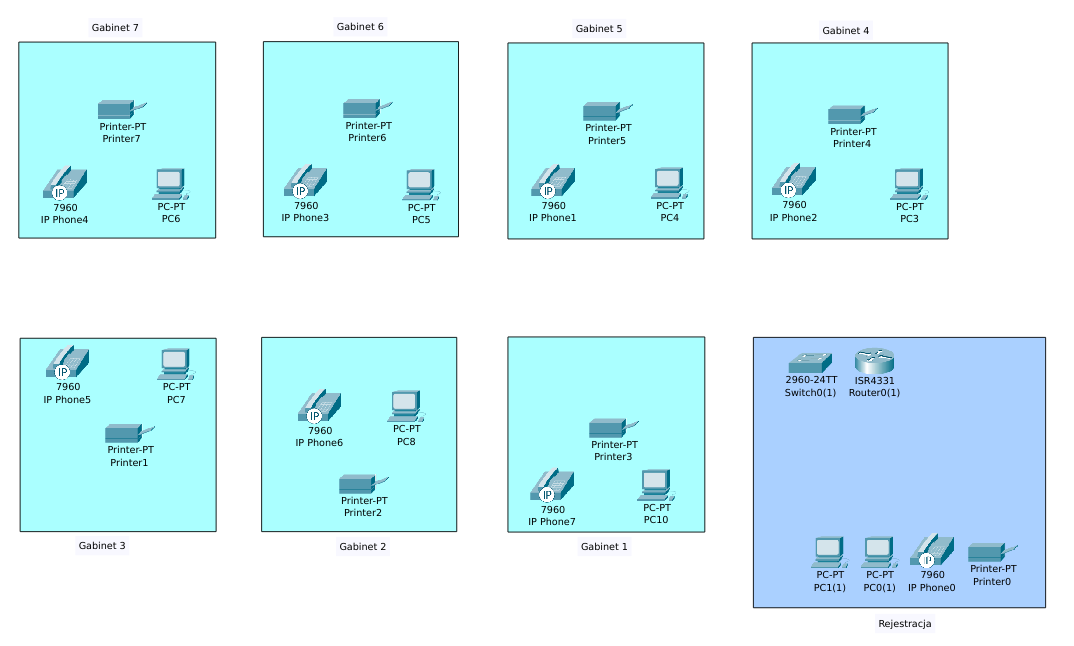 Gabinet 7
Printer-PT
Printer7
IP
7960
IP Phone4
PC-PT
PC6
Gabinet 6
Printer-PT
Printer6
IP
7960
IP Phone3
PC-PT
PC5
Gabinet 5
Printer-PT
Printer5
IP
7960
IP Phone1
PC-PT
PC4
Gabinet 4
Printer-PT
Printer4
IP
7960
IP Phone2
PC-PT
PC3
IP
7960
IP Phone5
PC-PT
PC7
Printer-PT
Printer1
Gabinet 3
IP
7960
IP Phone6
PC-PT
PC8
Printer-PT
Printer2
Gabinet 2
Printer-PT
Printer3
IP
7960
IP Phone7
PC-PT
PC10
Gabinet 1
2960-24TT
Switch0(1)
ISR4331
Router0(1)
PC-PT
PC1(1)
PC-PT
PC0(1)
IP
7960
IP Phone0
Printer-PT
Printer0
Rejestracja